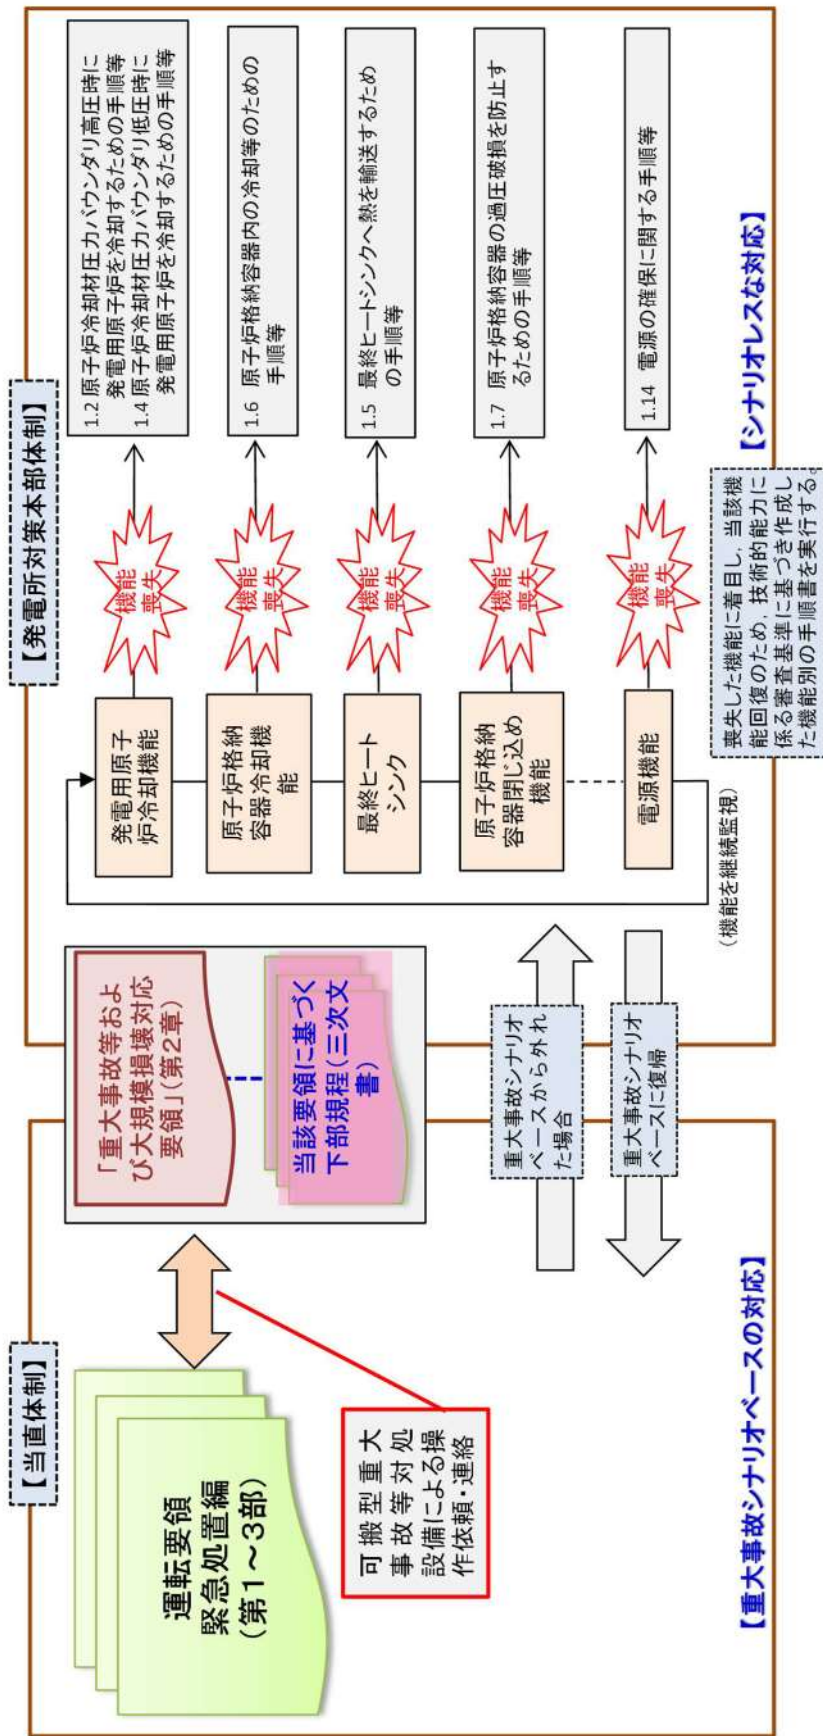 【当直体制】
運転要領
緊急処置編
(第1～3部)
可搬型重大
事故等対処
設備による操
作依頼・連絡
【重大事故シナリオベースの対応】
「重大事故等およ
び大規模損壊対応
要領」(第2章)
当該要領に基づく
下部規程(三次文
書)
重大事故シナリオ
ベースから外れ
た場合
重大事故シナリオ
ベースに復帰
【発電所対策本部体制】
発電用原子
炉冷却機能
機能
喪失
1.2 原子炉冷却材圧力バウンダリ高圧時に
発電用原子炉を冷却するための手順等
1.4 原子炉冷却材圧力バウンダリ低圧時に
発電用原子炉を冷却するための手順等
原子炉格納
容器冷却機
能
機能
喪失
1.6 原子炉格納容器内の冷却等のための
手順等
最終ヒート
シンク
機能
喪失
1.5 最終ヒートシンクへ熱を輸送するため
の手順等
原子炉格納
容器閉じ込め
機能
機能
喪失
1.7 原子炉格納容器の過圧破損を防止す
るための手順等
電源機能
機能
喪失
1.14 電源の確保に関する手順等
(機能を継続監視)
喪失した機能に着目し，当該機
能回復のため，技術的能力に
係る審査基準に基づき作成し
た機能別の手順書を実行する。
【シナリオレスな対応】